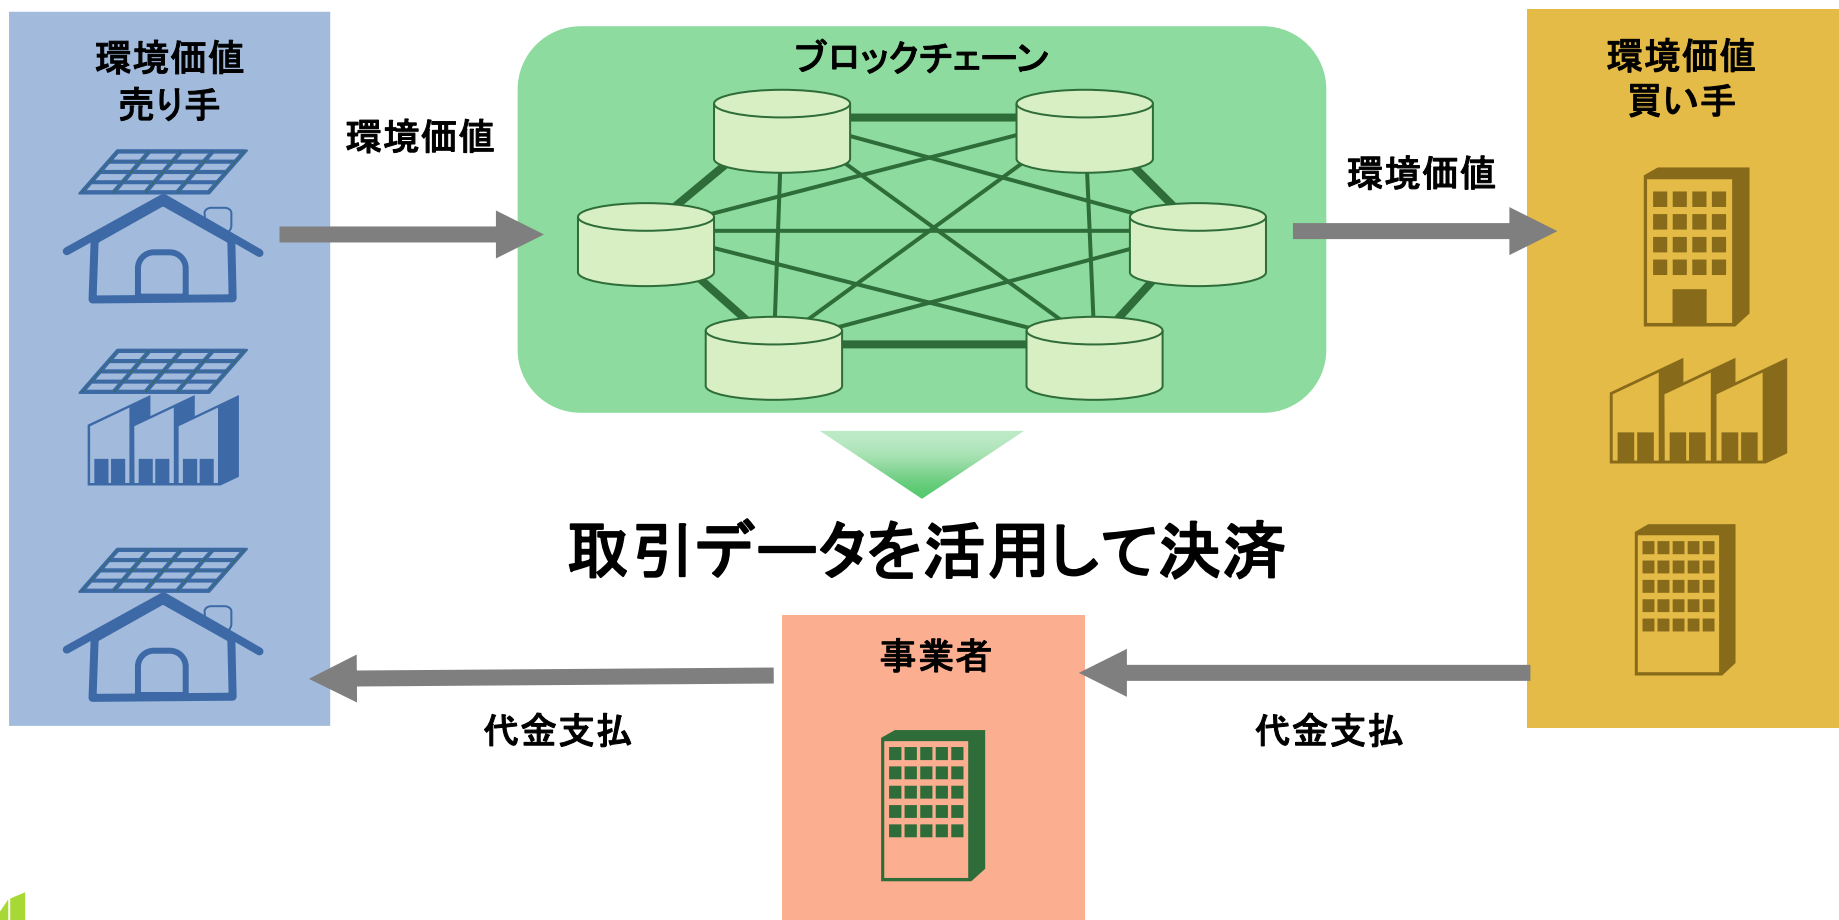 環境価値
売り手
環境価値
ブロックチェーン
環境価値
環境価値
買い手
取引データを活用して決済
事業者
代金支払
代金支払